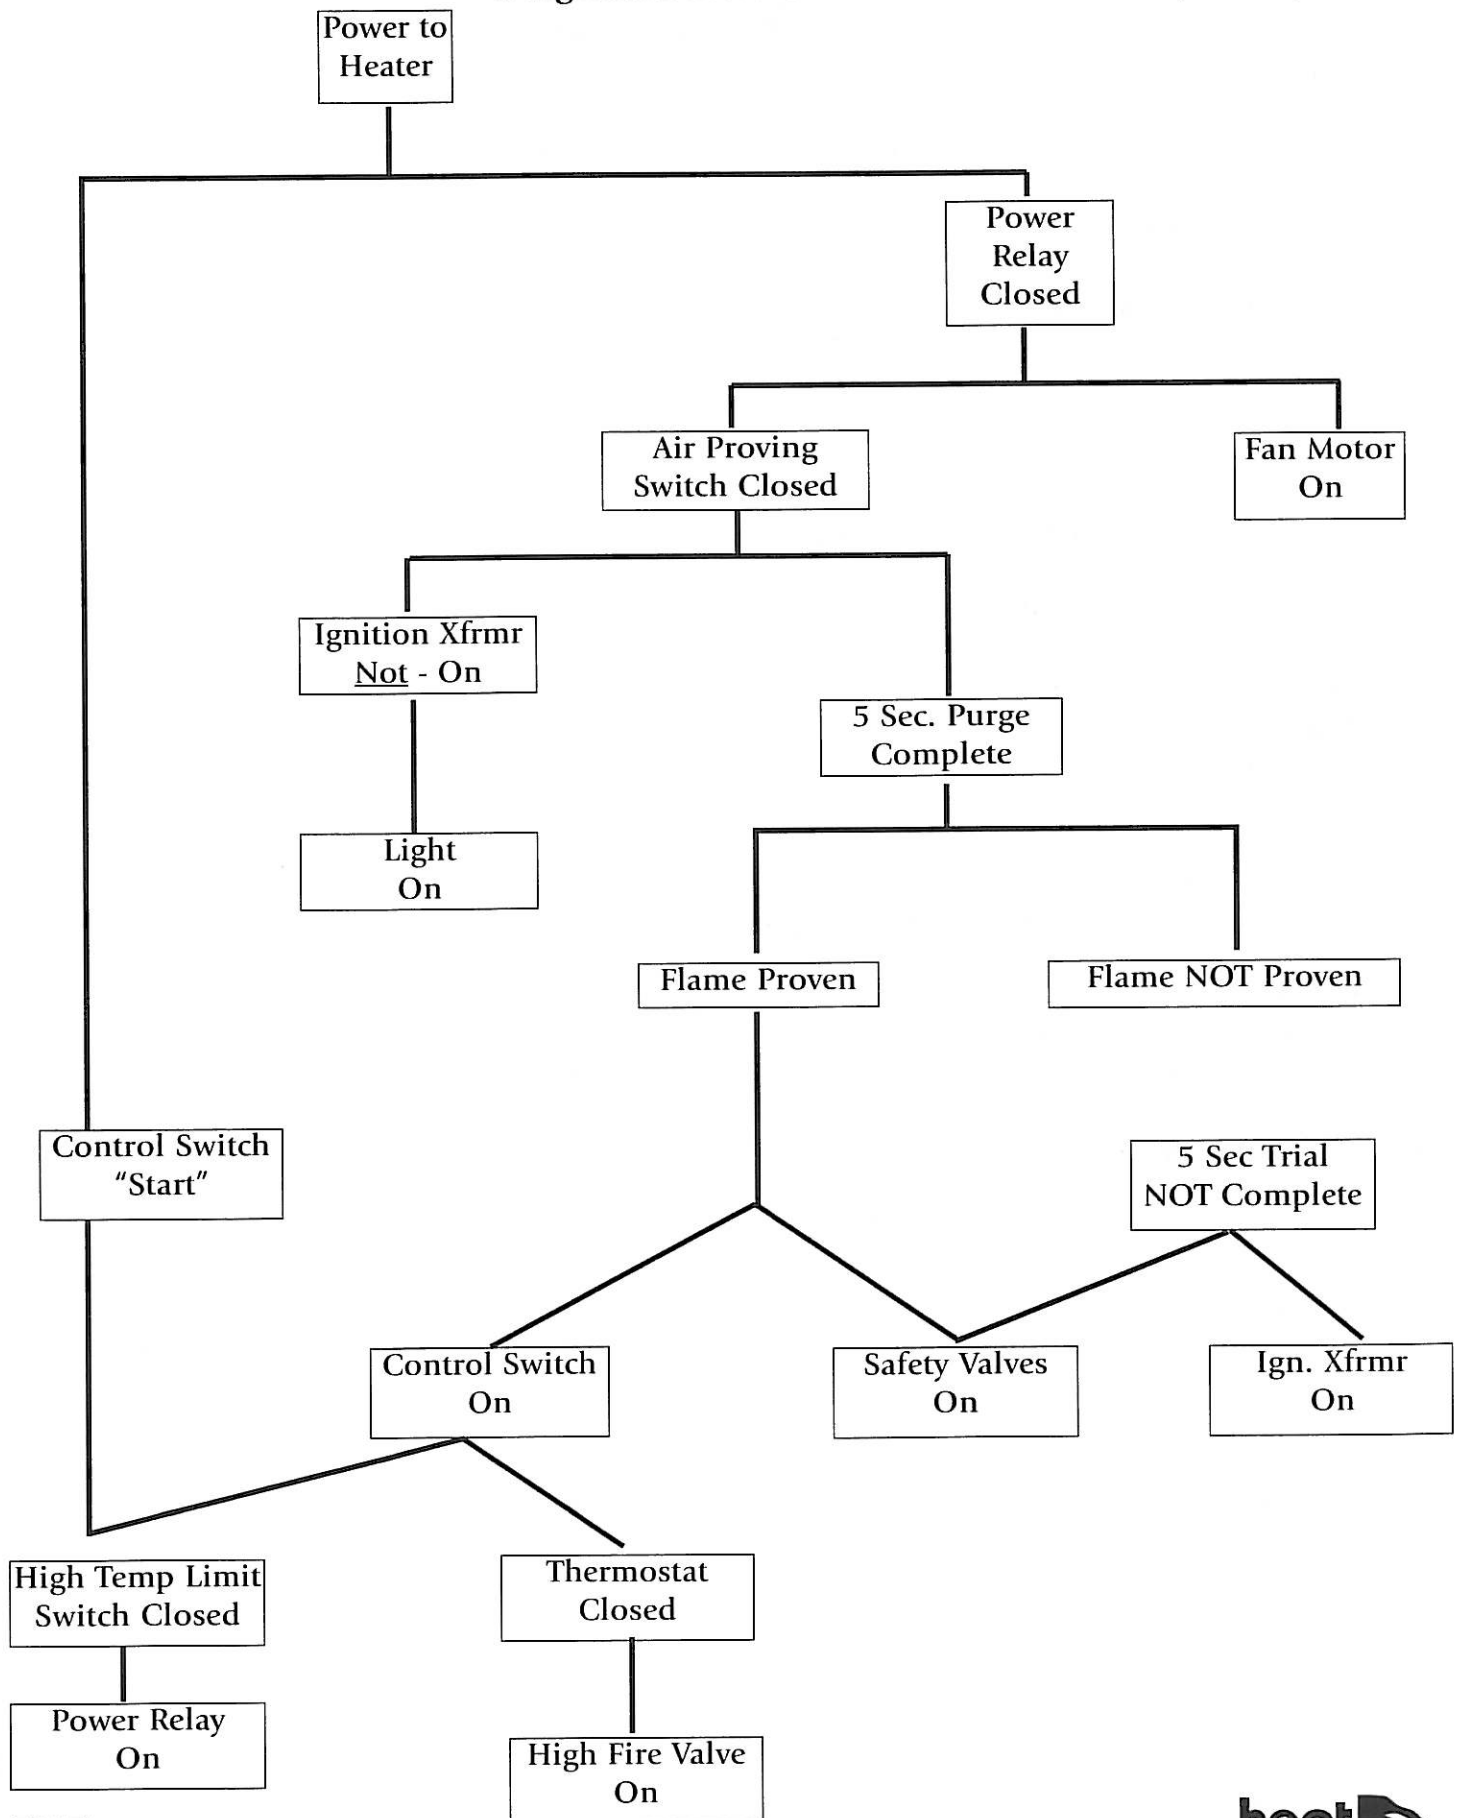 Power to
Heater
Power
Relay
Closed
Air Proving
Switch Closed
Fan Motor
On
Ignition Xfrmr
Not - On
5 Sec. Purge
Complete
Light
On
Flame Proven
Flame NOT Proven
Control Switch
“Start”
5 Sec Trial
NOT Complete
Control Switch
On
Safety Valves
On
Ign. Xfrmr
On
High Temp Limit
Switch Closed
Thermostat
Closed
Power Relay
On
High Fire Valve
On